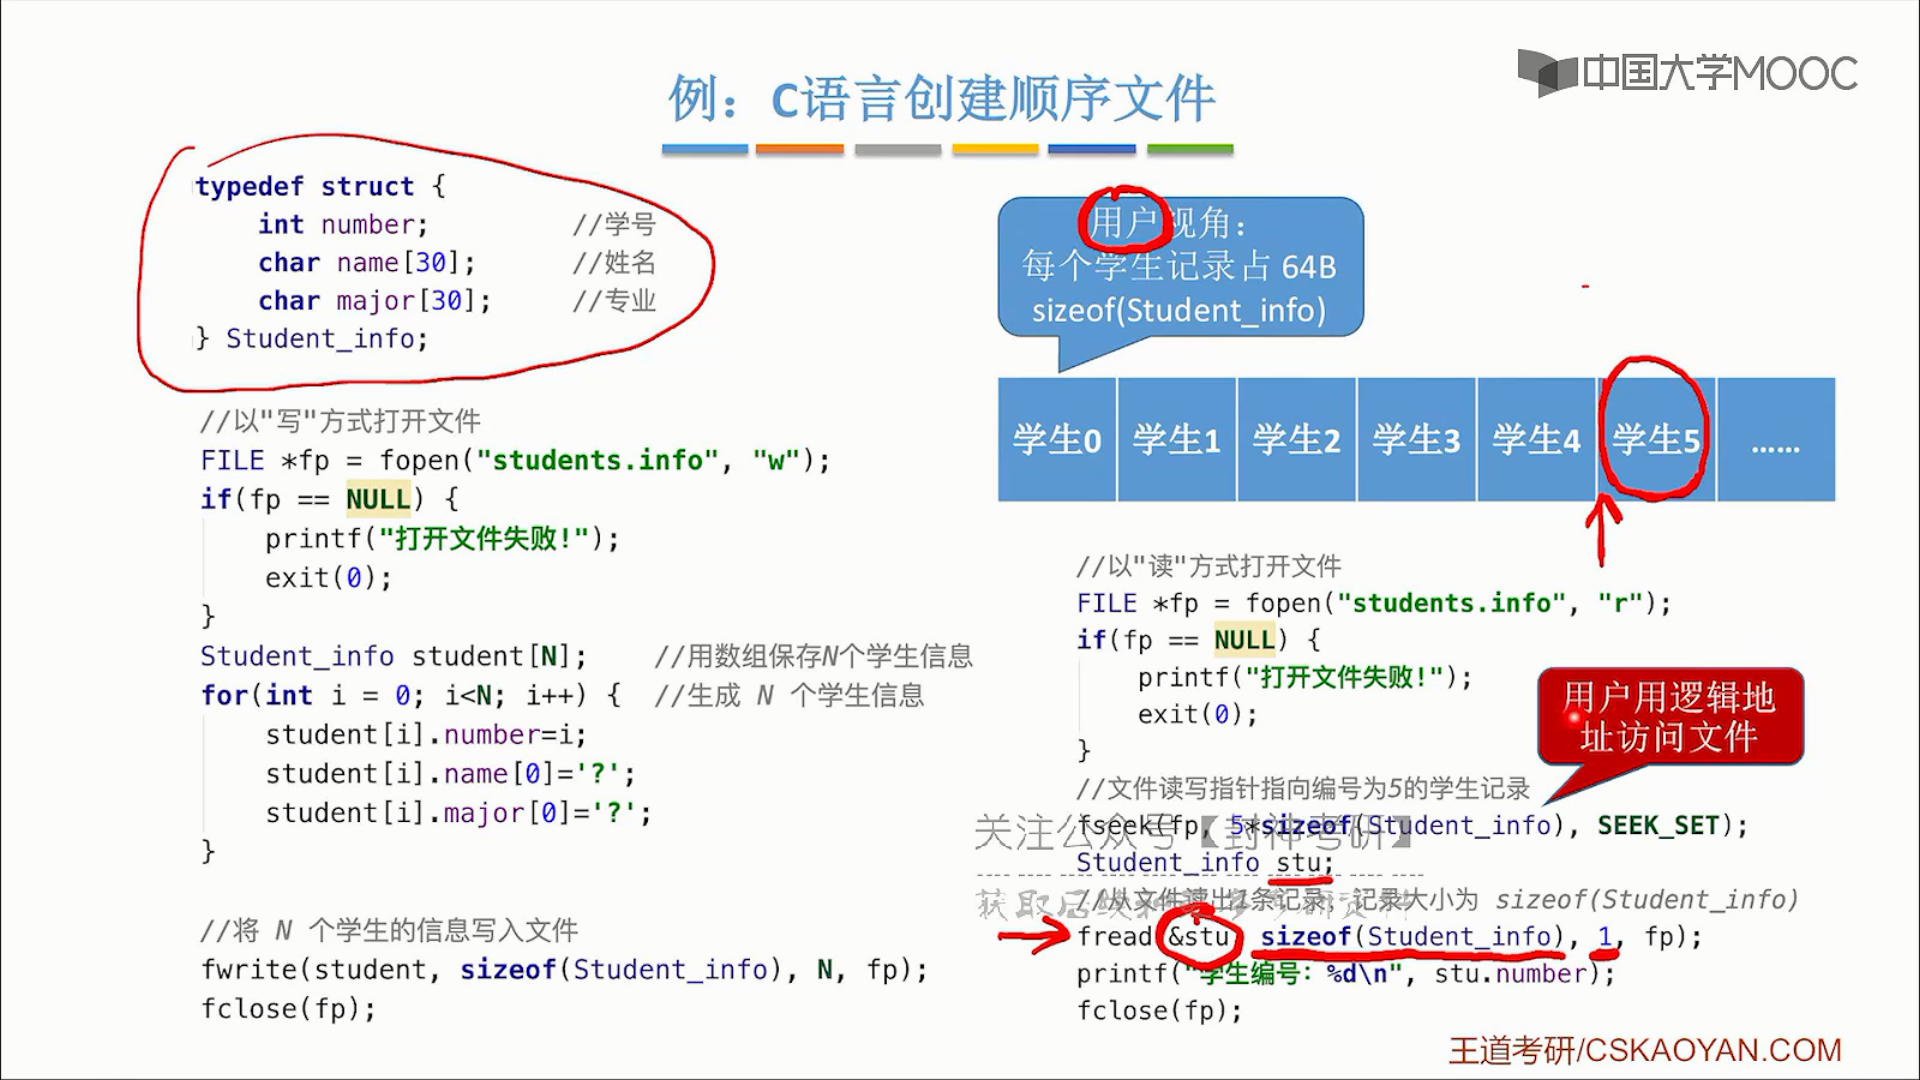 中国大学MOOC
例：C语言创建顺序文件
typedef struct {
int number; //学号
char name[30]; //姓名
char major[30]; //专业
} Student_info;
//以"写"方式打开文件
FILE *fp = fopen("students.info", "w");
if(fp == NULL) {
printf("打开文件失败!");
exit(0);
}
Student_info student[N]; //用数组保存N个学生信息
for(int i = 0; i<N; i++) { //生成 N 个学生信息
student[i].number=i;
student[i].name[0]='?';
student[i].major[0]='?';
}
//将 N 个学生的信息写入文件
fwrite(student, sizeof(Student_info), N, fp);
fclose(fp);
用户视角：
每个学生记录占 64B
sizeof(Student_info)
学生0 学生1 学生2 学生3 学生4 学生5 ......
//以"读"方式打开文件
FILE *fp = fopen("students.info", "r");
if(fp == NULL) {
printf("打开文件失败!");
exit(0);
}
用户用逻辑地
址访问文件
//文件读写指针指向编号为5的学生记录
fseek(fp, 5*sizeof(Student_info), SEEK_SET);
关注公众号【封神考研】
Student_info stu;
//从文件读出1条记录，记录大小为 sizeof(Student_info)
fread(&stu, sizeof(Student_info), 1, fp);
printf("学生编号：%d\n", stu.number);
fclose(fp);
王道考研/CSKAOYAN.COM